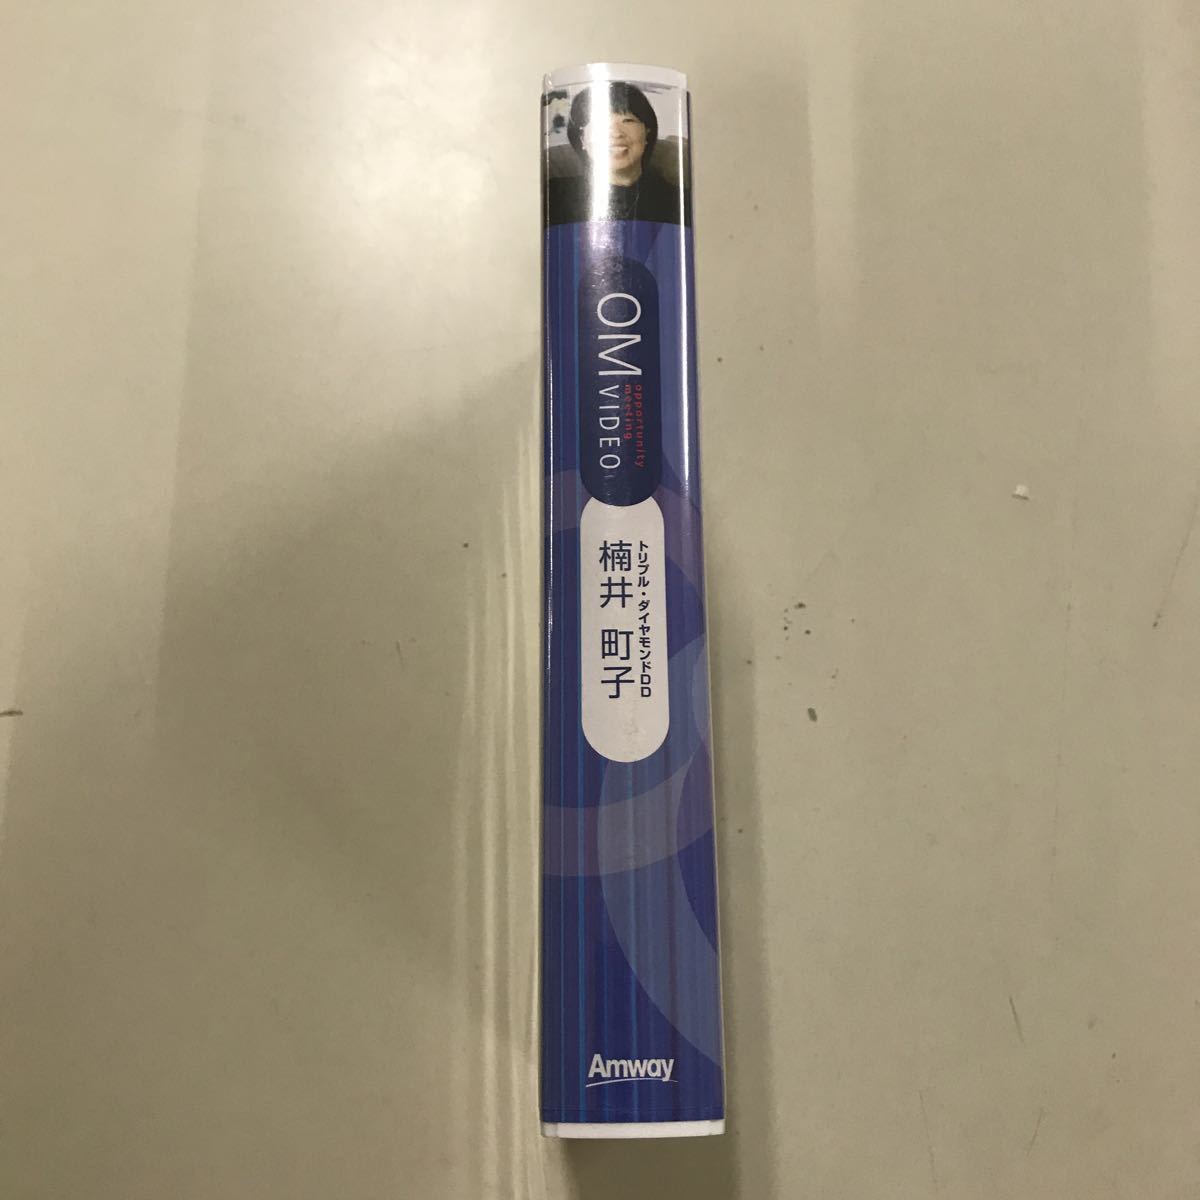 OM VIDEO
opportunity
meeting
トリプル・ダイヤモンドDD
楠井 町子
Amway